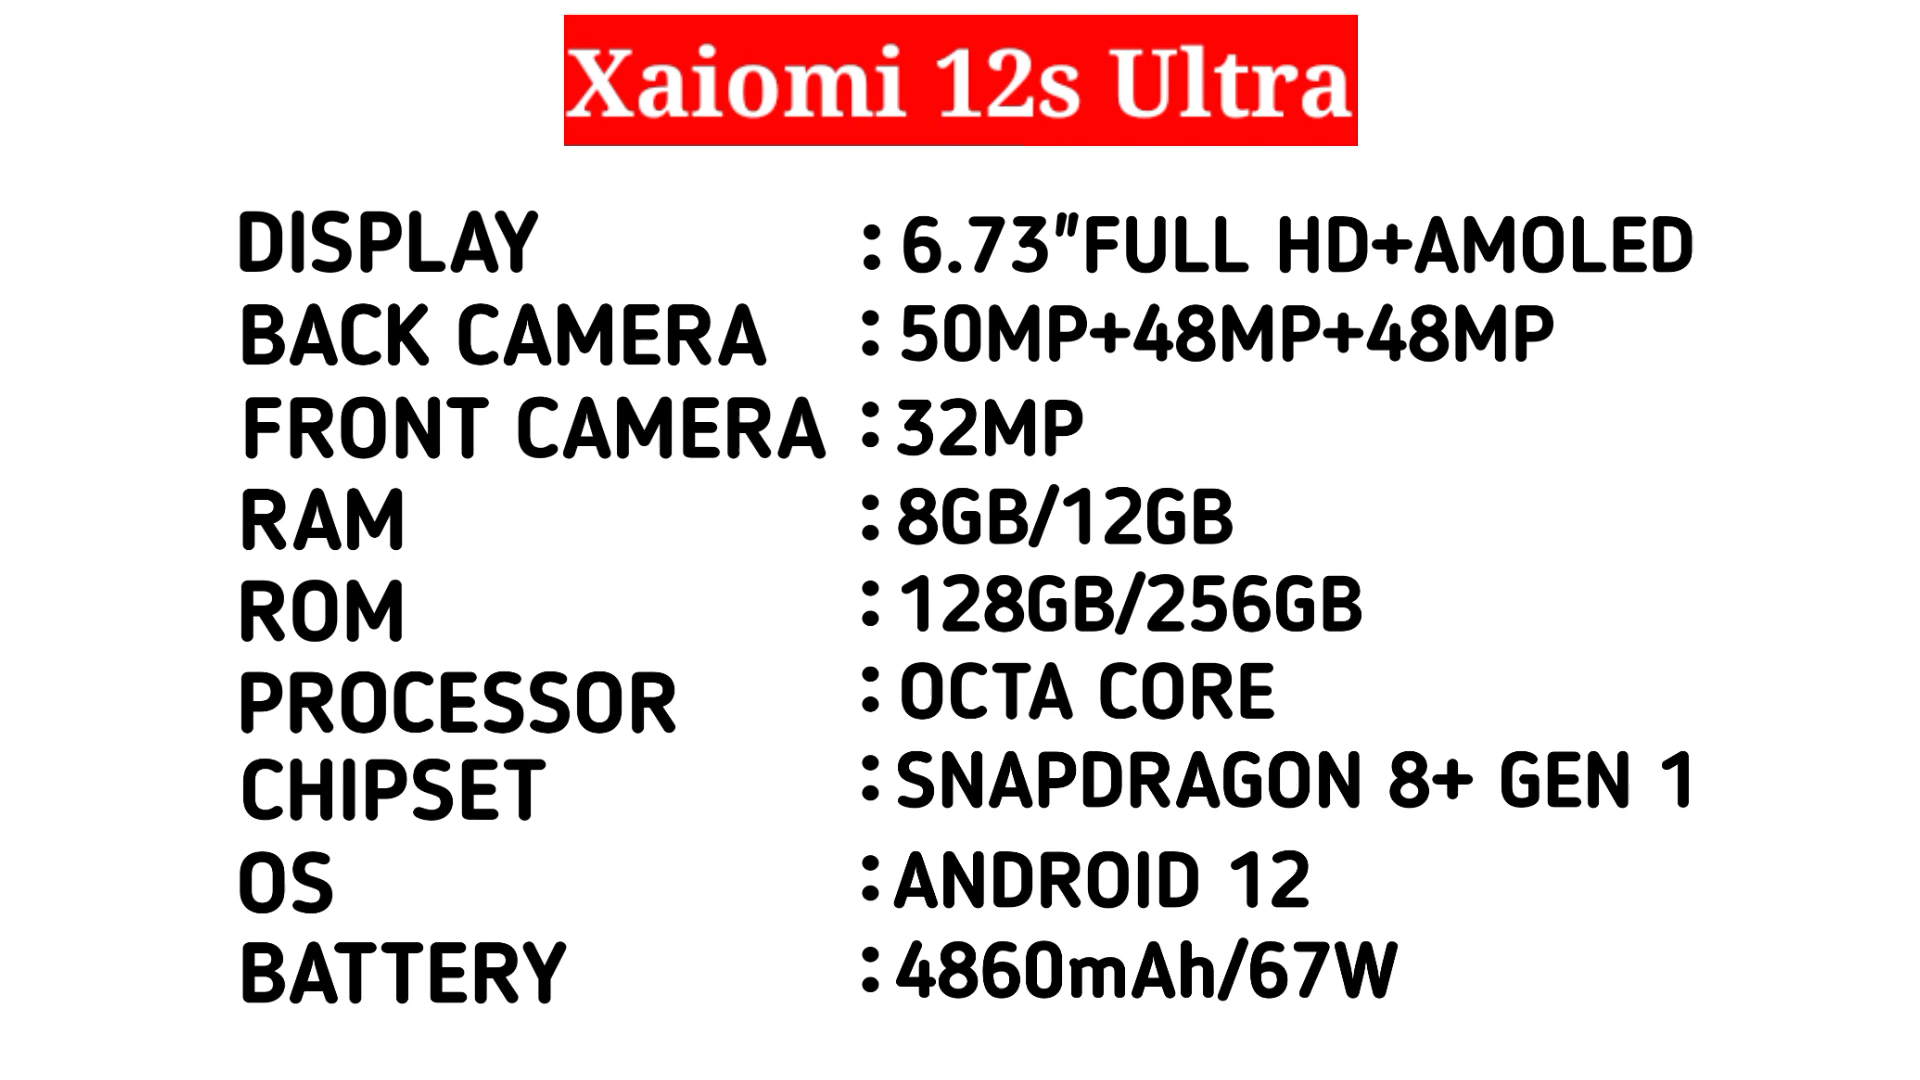 Xaiomi 12s Ultra
DISPLAY : 6.73"FULL HD+AMOLED
BACK CAMERA : 50MP+48MP+48MP
FRONT CAMERA : 32MP
RAM : 8GB/12GB
ROM : 128GB/256GB
PROCESSOR : OCTA CORE
CHIPSET : SNAPDRAGON 8+ GEN 1
OS : ANDROID 12
BATTERY : 4860mAh/67W